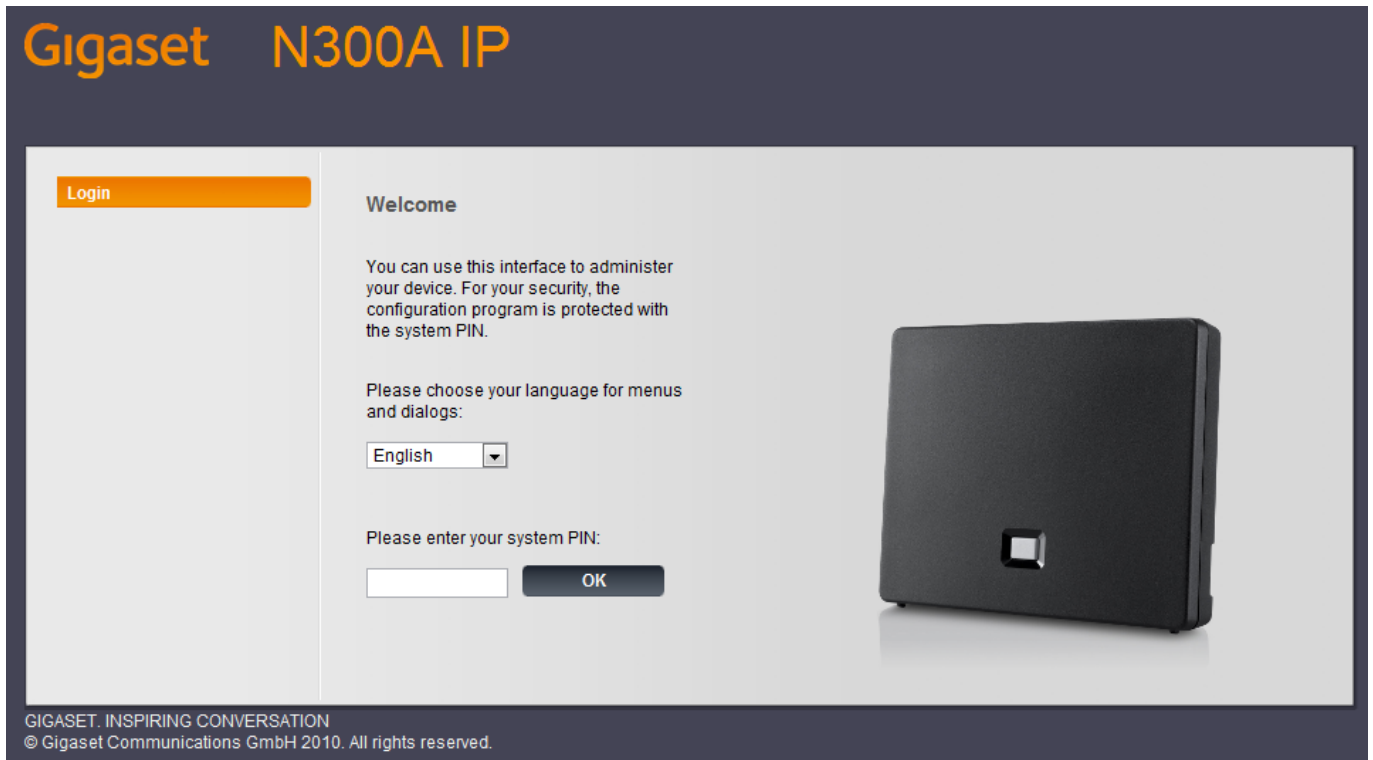 Gigaset N300A IP
Login
Welcome
You can use this interface to administer
your device. For your security, the
configuration program is protected with
the system PIN.
Please choose your language for menus
and dialogs:
English
Please enter your system PIN:
OK
GIGASET. INSPIRING CONVERSATION
© Gigaset Communications GmbH 2010. All rights reserved.